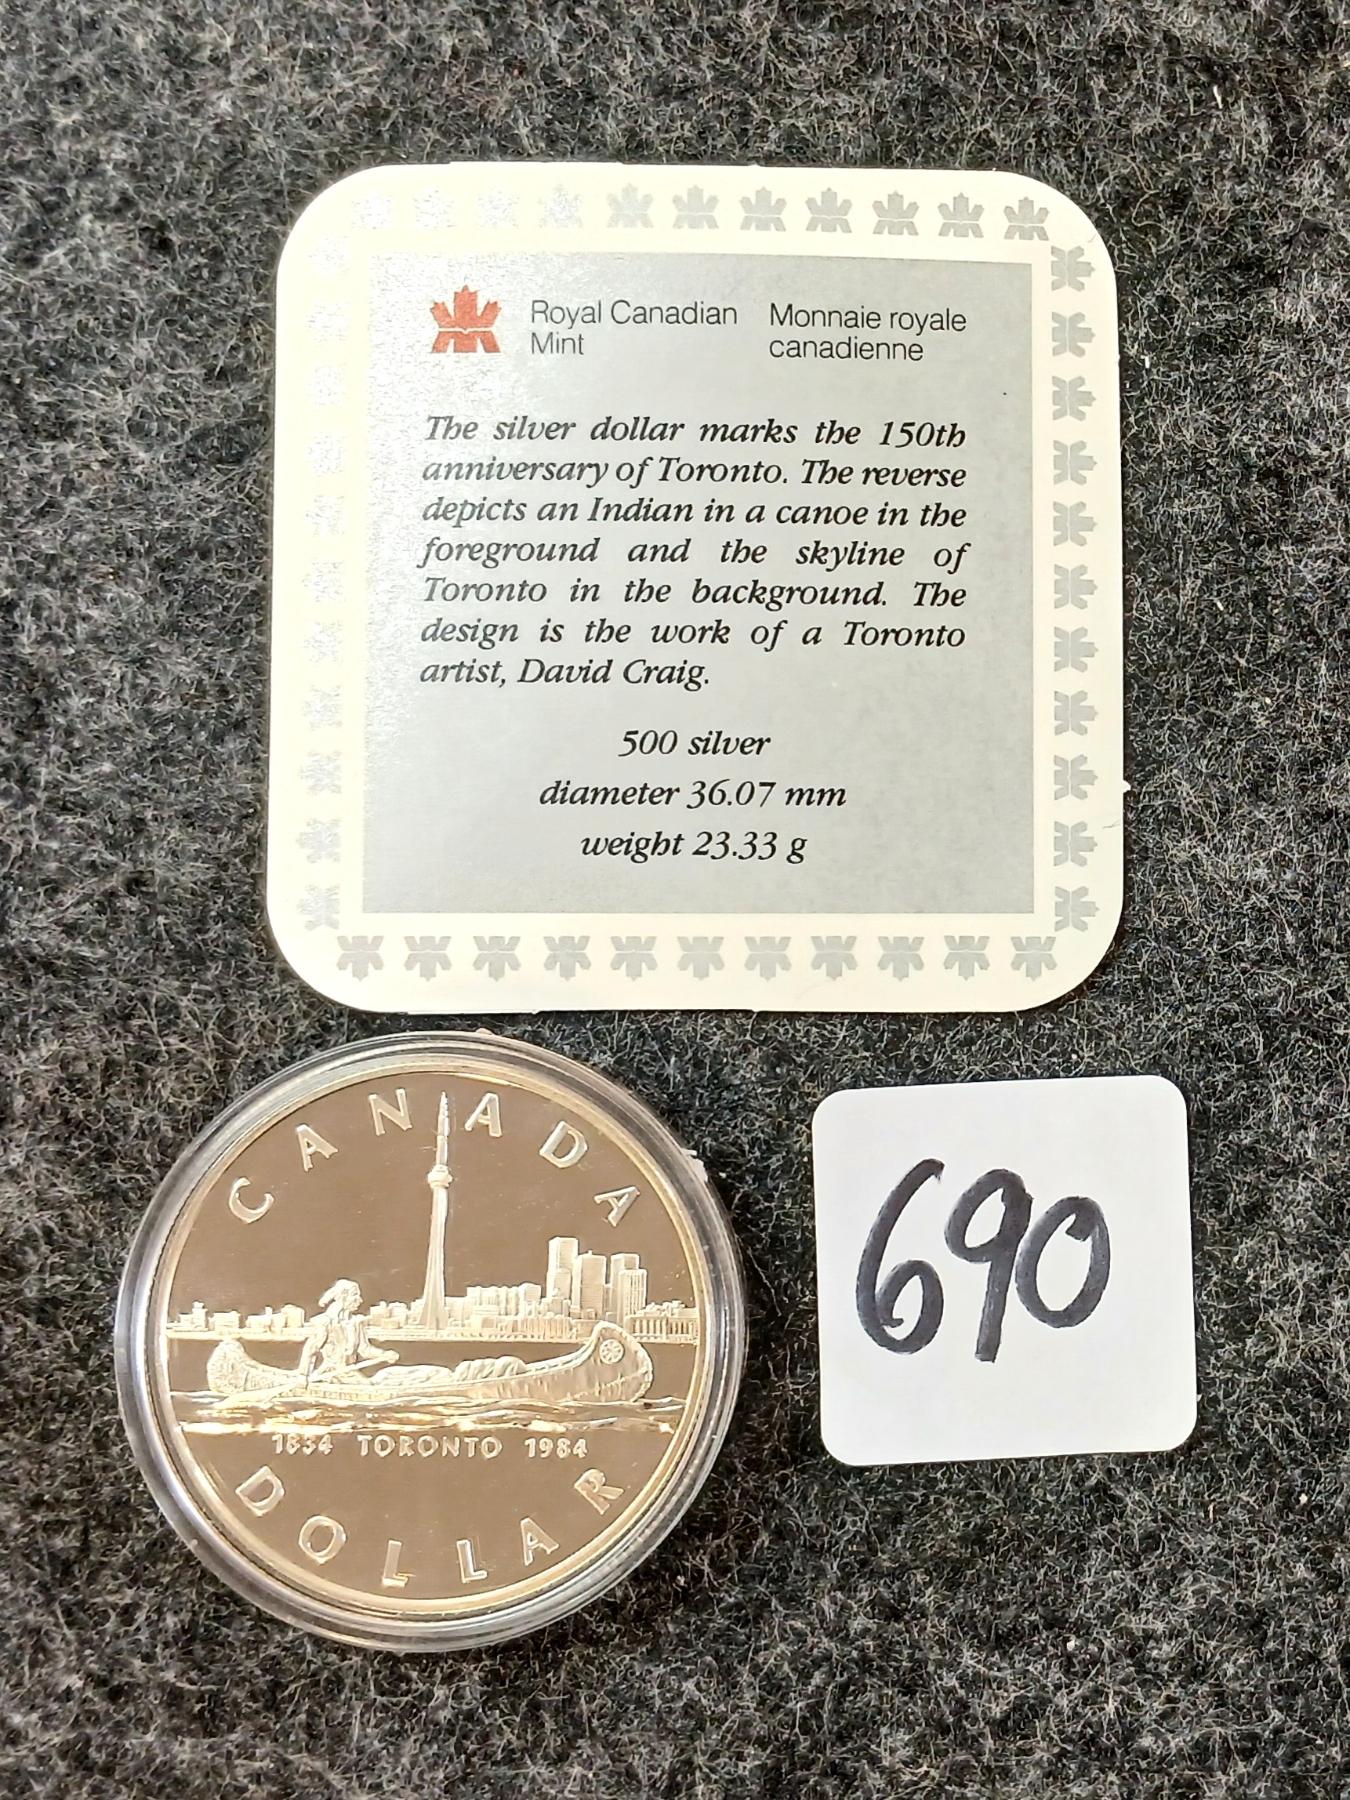 Royal Canadian
Mint
Monnaie royale
canadienne
The silver dollar marks the 150th
anniversary of Toronto. The reverse
depicts an Indian in a canoe in the
foreground and the skyline of
Toronto in the background. The
design is the work of a Toronto
artist, David Craig.
500 silver
diameter 36.07 mm
weight 23.33 g
CANADA
1834 TORONTO 1984
DOLLAR
690